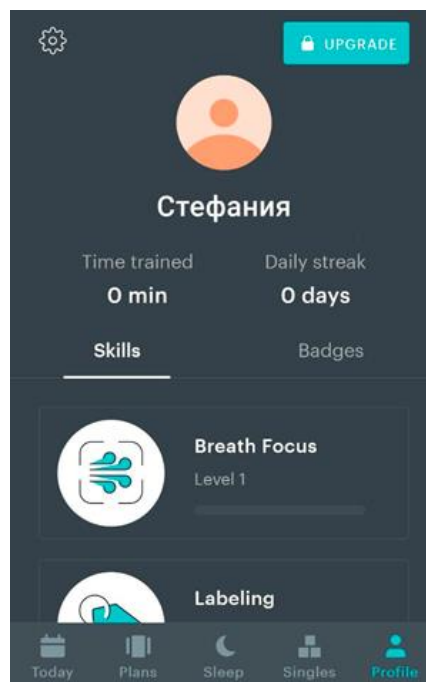 UPGRADE
Стефания
Time trained
Daily streak
0 min
0 days
Skills
Badges
Breath Focus
Level 1
Labeling
Today
Plans
Sleep
Singles
Profile